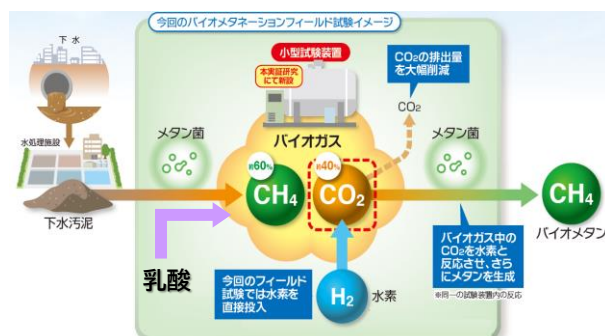 今回のバイオメタネーションフィールド試験イメージ
下水
小型試験装置
本実証研究
にて新設
CO₂の排出量
を大幅削減
CO₂
水処理施設
メタン菌
バイオガス
メタン菌
約60%
CH₄
約40%
CO₂
CH₄
下水汚泥
バイオメタン
乳酸
今回のフィールド
試験では水素を
直接投入
H₂
水素
バイオガス中の
CO₂を水素と
反応させ、さら
にメタンを生成
※同一の試験装置内の反応